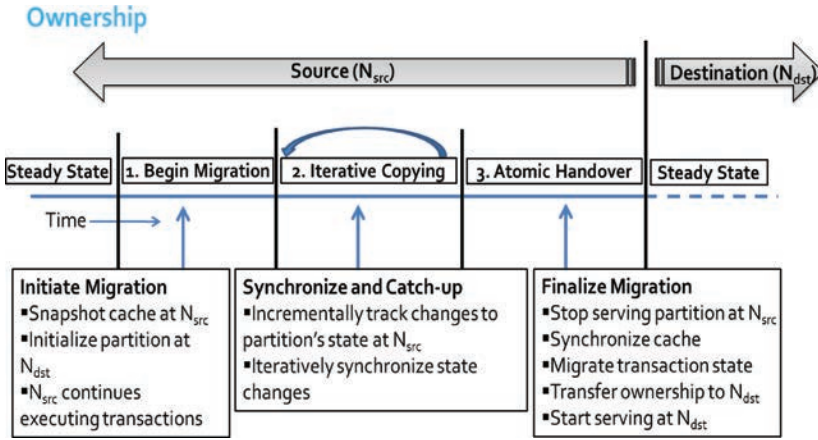 Ownership
Source (Nsrc)
Destination (Ndst)
Steady State
1. Begin Migration
2. Iterative Copying
3. Atomic Handover
Steady State
Time
Initiate Migration
▪Snapshot cache at Nsrc
▪Initialize partition at
Ndst
▪Nsrc continues
executing transactions
Synchronize and Catch-up
▪Incrementally track changes to
partition's state at Nsrc
▪Iteratively synchronize state
changes
Finalize Migration
▪Stop serving partition at Nsrc
▪Synchronize cache
▪Migrate transaction state
▪Transfer ownership to Ndst
▪Start serving at Ndst